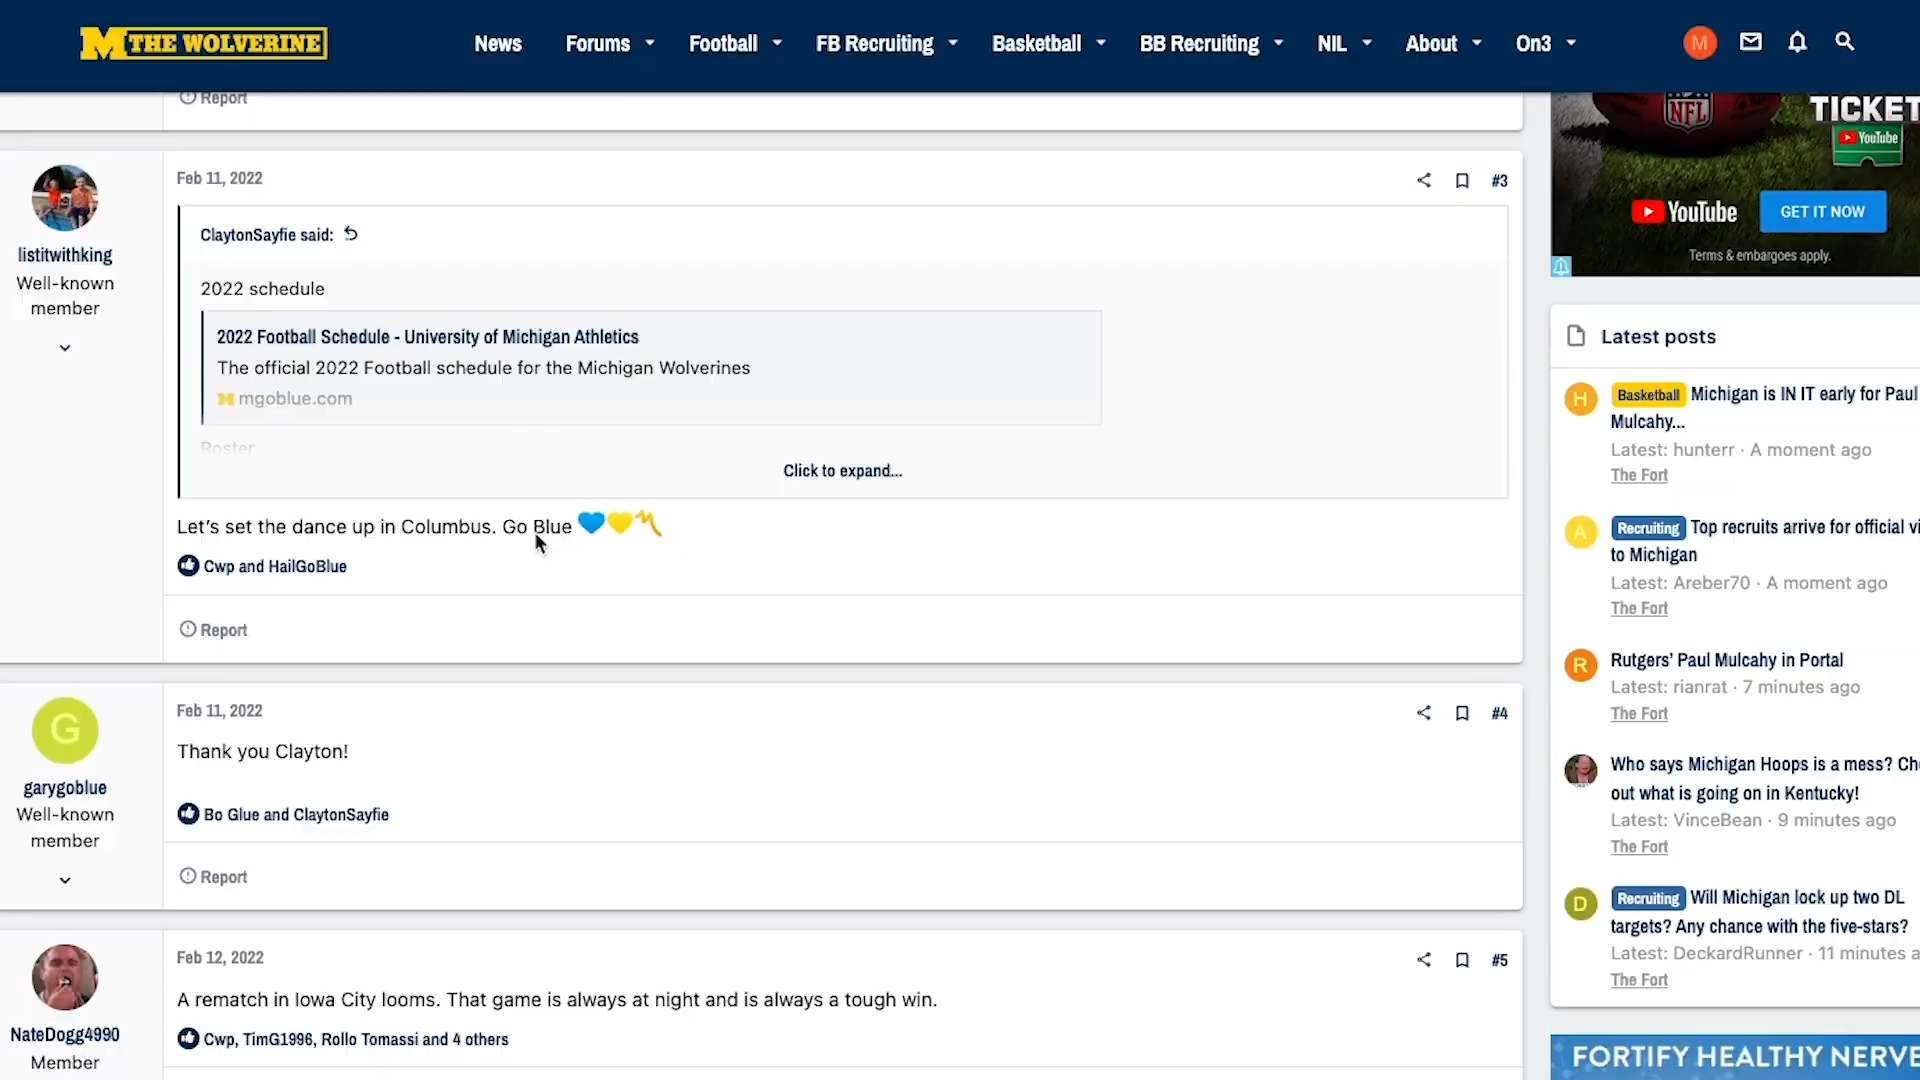 M THE WOLVERINE
News Forums Football FB Recruiting Basketball BB Recruiting NIL About On3 M
Report
listitwithking
Well-known
member
Feb 11, 2022 #3
ClaytonSayfie said:
2022 schedule
2022 Football Schedule - University of Michigan Athletics
The official 2022 Football schedule for the Michigan Wolverines
M mgoblue.com
Roster
Click to expand...
Let's set the dance up in Columbus. Go Blue 💙💛〽️
Cwp and HailGoBlue
Report
G
garygoblue
Well-known
member
Feb 11, 2022 #4
Thank you Clayton!
Bo Glue and ClaytonSayfie
Report
NateDogg4990
Member
Feb 12, 2022 #5
A rematch in Iowa City looms. That game is always at night and is always a tough win.
Cwp, TimG1996, Rollo Tomassi and 4 others
NFL
TICKET
YouTube
YouTube GET IT NOW
Terms & embargoes apply.
Latest posts
H Basketball Michigan is IN IT early for Paul
Mulcahy...
Latest: hunterr · A moment ago
The Fort
A Recruiting Top recruits arrive for official vi
to Michigan
Latest: Areber70 · A moment ago
The Fort
R Rutgers' Paul Mulcahy in Portal
Latest: rianrat · 7 minutes ago
The Fort
Who says Michigan Hoops is a mess? Che
out what is going on in Kentucky!
Latest: VinceBean · 9 minutes ago
The Fort
D Recruiting Will Michigan lock up two DL
targets? Any chance with the five-stars?
Latest: DeckardRunner · 11 minutes a
The Fort
FORTIFY HEALTHY NERVE